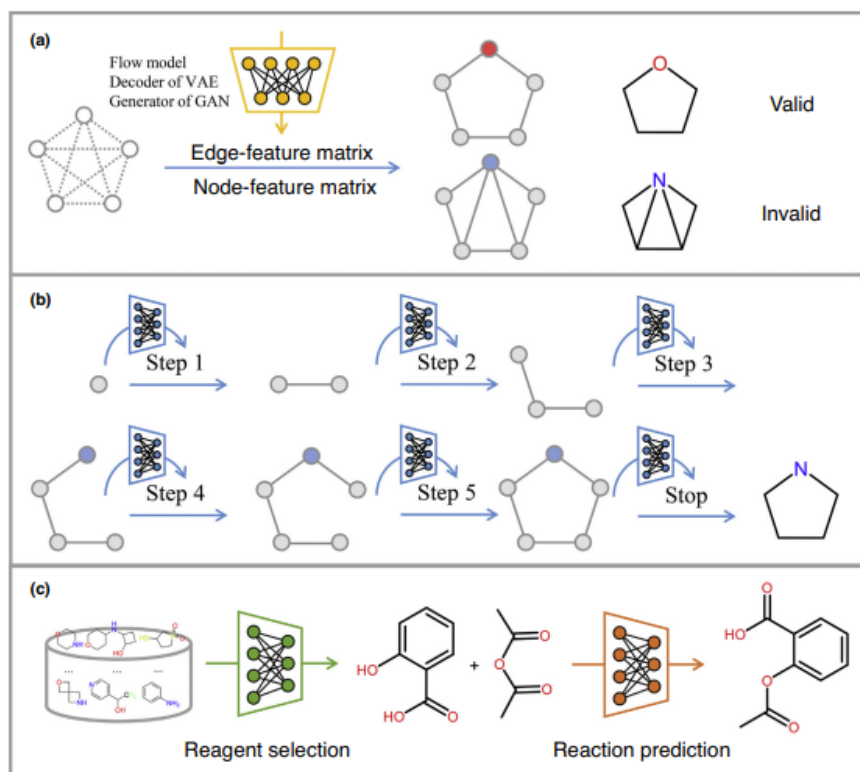 (a)
Flow model
Decoder of VAE
Generator of GAN
Edge-feature matrix
Node-feature matrix
O
Valid
N
Invalid
(b)
Step 1
Step 2
Step 3
Step 4
Step 5
Stop
N
(c)
HO
HO
O
+
O
O
O
HO
O
O
O
Reagent selection
Reaction prediction